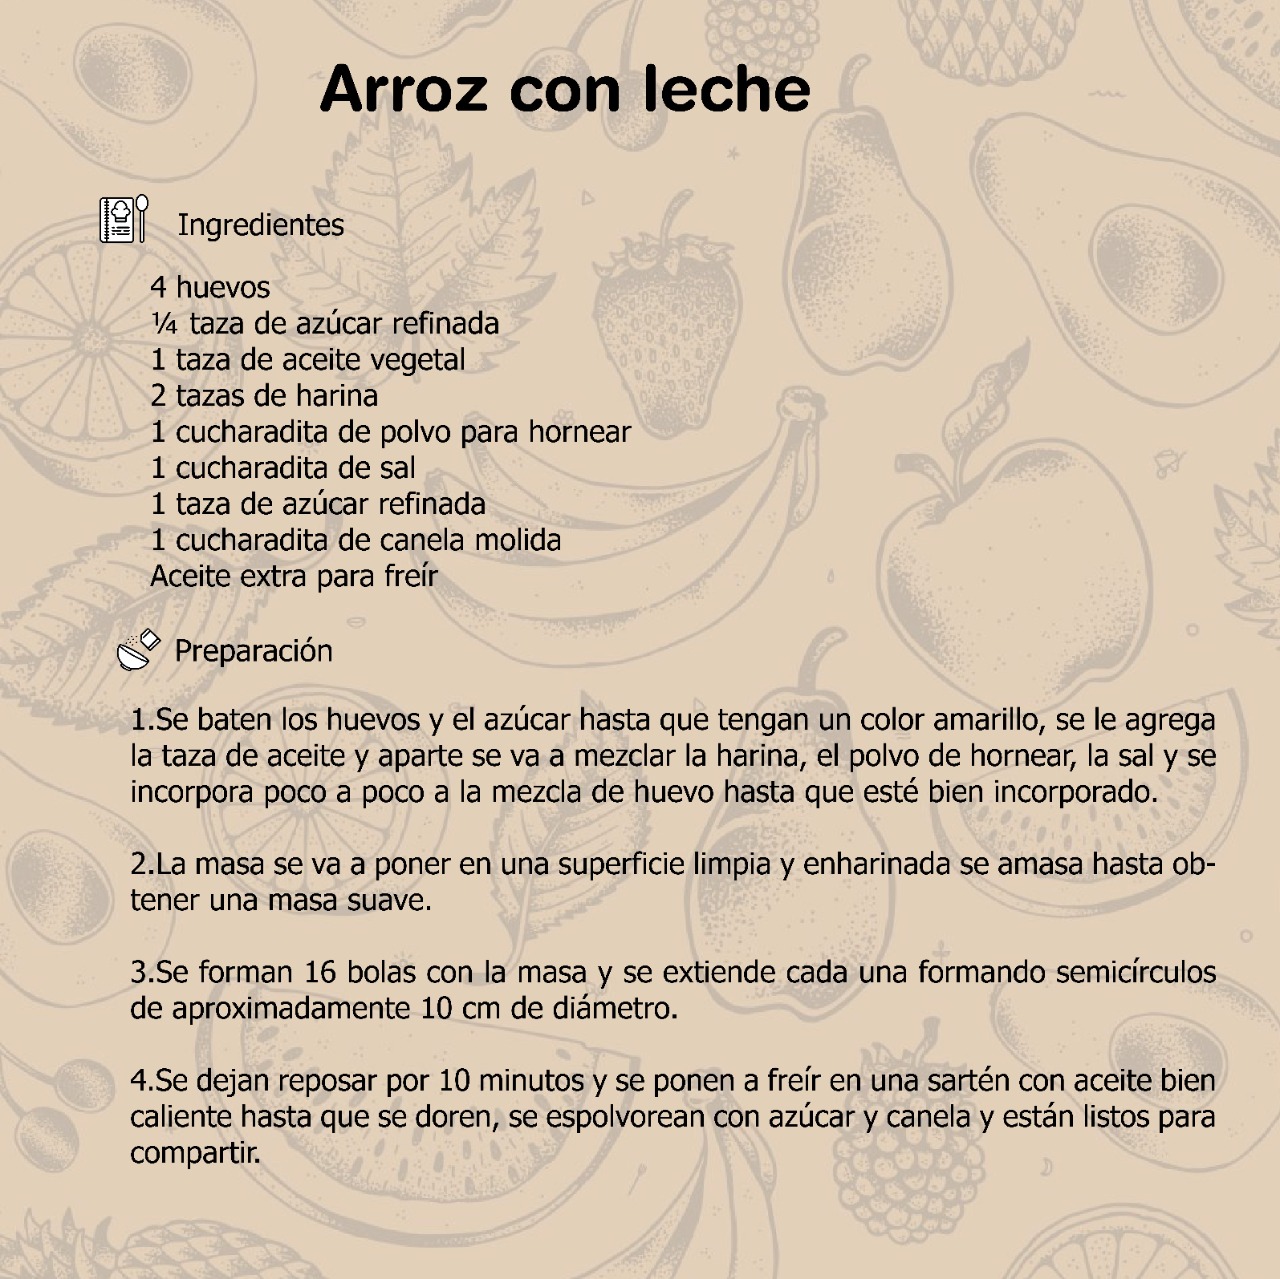 Arroz con leche
Ingredientes
4 huevos
¼ taza de azúcar refinada
1 taza de aceite vegetal
2 tazas de harina
1 cucharadita de polvo para hornear
1 cucharadita de sal
1 taza de azúcar refinada
1 cucharadita de canela molida
Aceite extra para freír
Preparación
1.Se baten los huevos y el azúcar hasta que tengan un color amarillo, se le agrega
la taza de aceite y aparte se va a mezclar la harina, el polvo de hornear, la sal y se
incorpora poco a poco a la mezcla de huevo hasta que esté bien incorporado.
2.La masa se va a poner en una superficie limpia y enharinada se amasa hasta ob-
tener una masa suave.
3.Se forman 16 bolas con la masa y se extiende cada una formando semicírculos
de aproximadamente 10 cm de diámetro.
4.Se dejan reposar por 10 minutos y se ponen a freír en una sartén con aceite bien
caliente hasta que se doren, se espolvorean con azúcar y canela y están listos para
compartir.